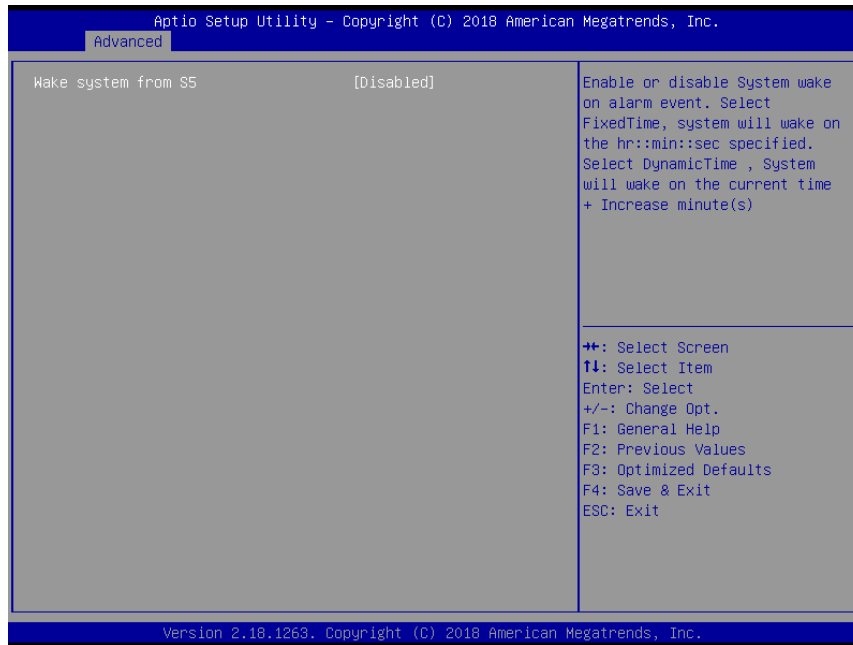 Aptio Setup Utility – Copyright (C) 2018 American Megatrends, Inc.
Advanced
Wake system from S5 [Disabled]
Enable or disable System wake
on alarm event. Select
FixedTime, system will wake on
the hr::min::sec specified.
Select DynamicTime , System
will wake on the current time
+ Increase minute(s)
→←: Select Screen
↑↓: Select Item
Enter: Select
+/-: Change Opt.
F1: General Help
F2: Previous Values
F3: Optimized Defaults
F4: Save & Exit
ESC: Exit
Version 2.18.1263. Copyright (C) 2018 American Megatrends, Inc.